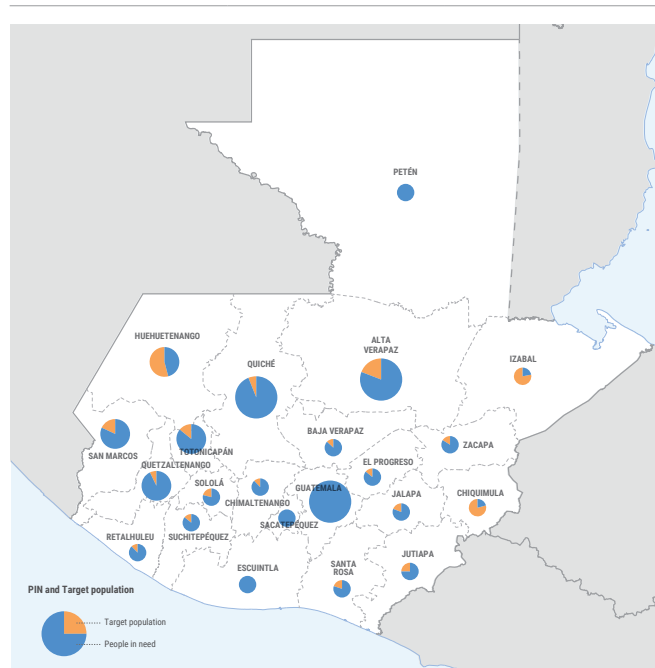 PETÉN
HUEHUETENANGO
ALTA
VERAPAZ
QUICHÉ
IZABAL
BAJA VERAPAZ
SAN MARCOS
TOTONICAPÁN
ZACAPA
QUETZALTENANGO
EL PROGRESO
SOLOLÁ
CHIMALTENANGO
GUATEMALA
JALAPA
CHIQUIMULA
SACATEPÉQUEZ
RETALHULEU
SUCHITEPÉQUEZ
ESCUINTLA
SANTA
ROSA
JUTIAPA
PIN and Target population
Target population
People in need